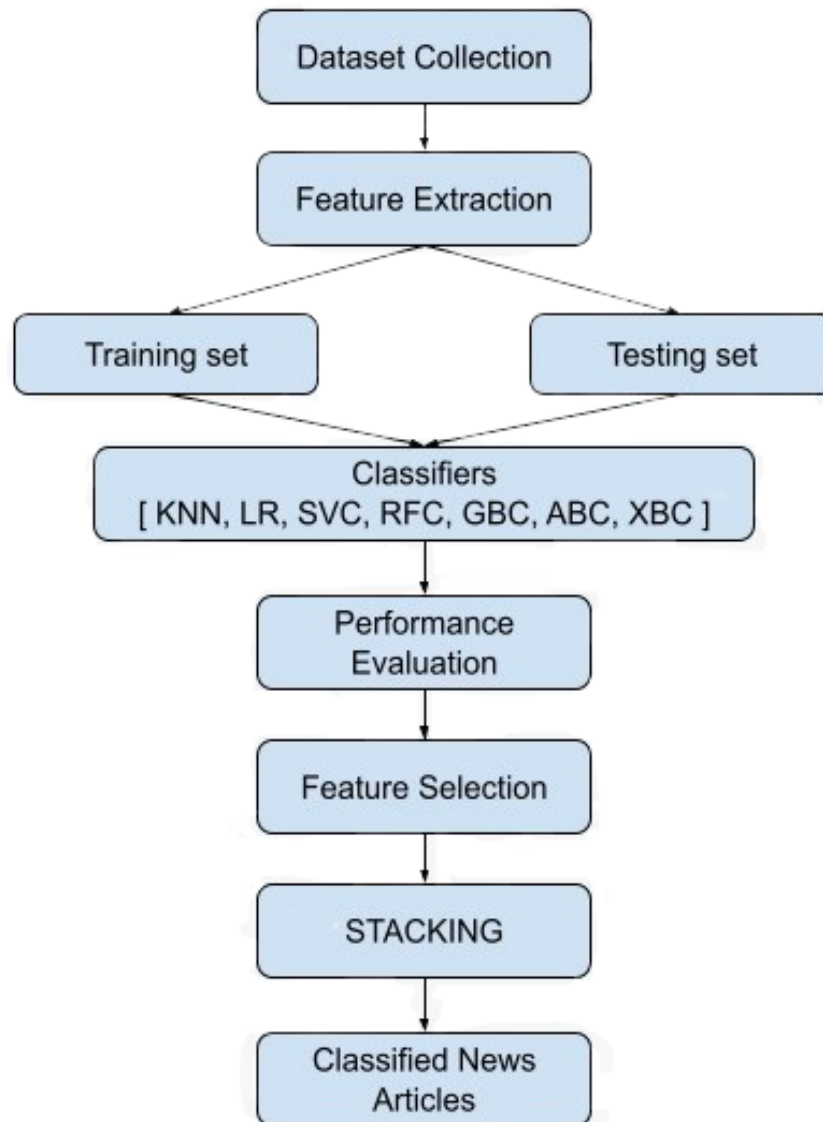 Dataset Collection
Feature Extraction
Training set
Testing set
Classifiers
[ KNN, LR, SVC, RFC, GBC, ABC, XBC ]
Performance
Evaluation
Feature Selection
STACKING
Classified News
Articles